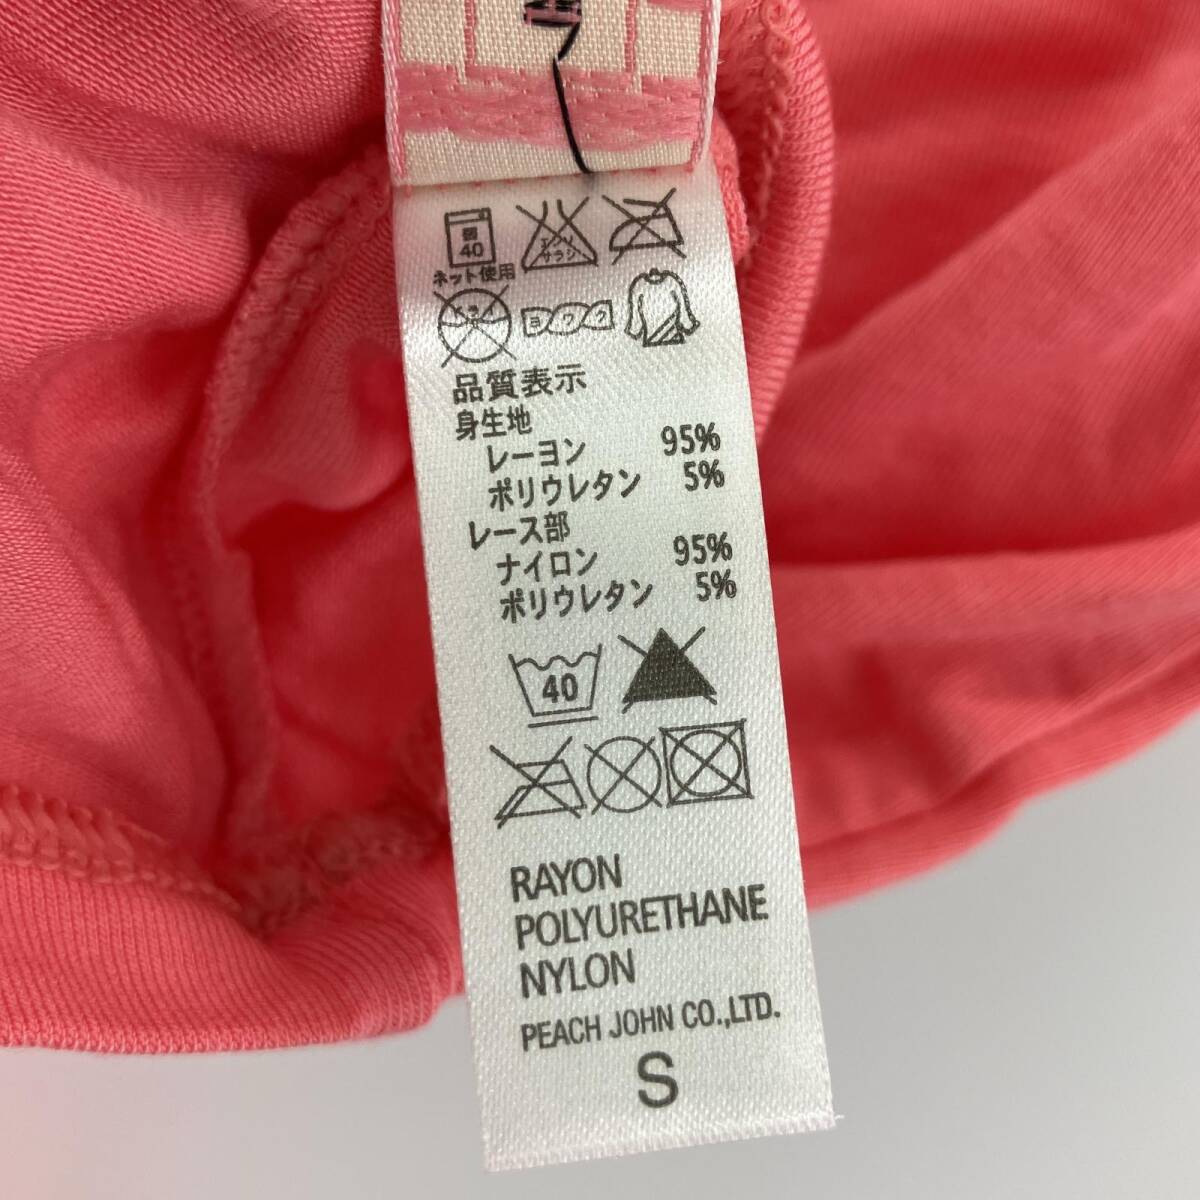 弱
40
ネット使用
エンソ
サラシ
ドライ
ヨワク
品質表示
身生地
レーヨン 95%
ポリウレタン 5%
レース部
ナイロン 95%
ポリウレタン 5%
40
RAYON
POLYURETHANE
NYLON
PEACH JOHN CO.,LTD.
S